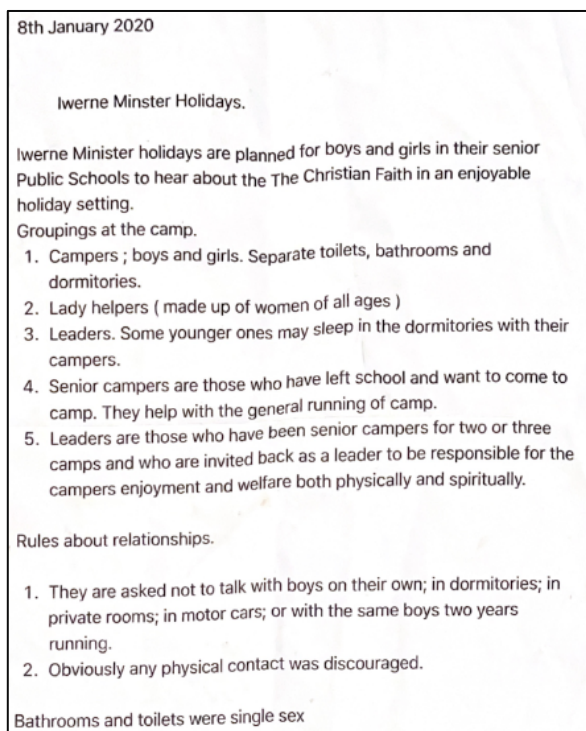 8th January 2020
Iwerne Minster Holidays.
Iwerne Minister holidays are planned for boys and girls in their senior
Public Schools to hear about the The Christian Faith in an enjoyable
holiday setting.
Groupings at the camp.
1. Campers ; boys and girls. Separate toilets, bathrooms and
dormitories.
2. Lady helpers ( made up of women of all ages )
3. Leaders. Some younger ones may sleep in the dormitories with their
campers.
4. Senior campers are those who have left school and want to come to
camp. They help with the general running of camp.
5. Leaders are those who have been senior campers for two or three
camps and who are invited back as a leader to be responsible for the
campers enjoyment and welfare both physically and spiritually.
Rules about relationships.
1. They are asked not to talk with boys on their own; in dormitories; in
private rooms; in motor cars; or with the same boys two years
running.
2. Obviously any physical contact was discouraged.
Bathrooms and toilets were single sex